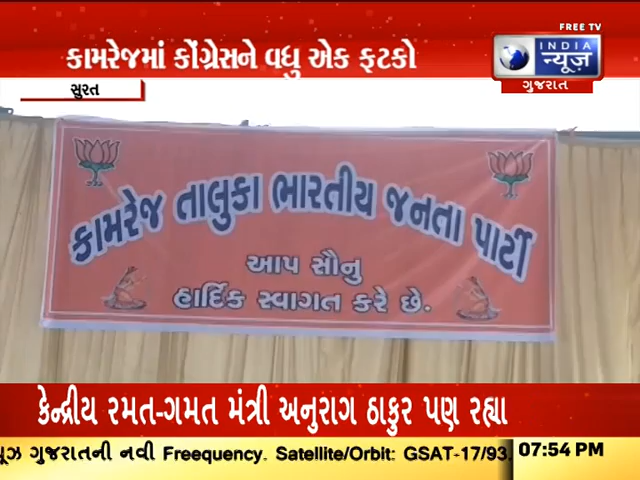 FREE TV
કામરેજમાં કોંગ્રેસને વધુ એક ફટકો
INDIA
ન્યૂઝ
ગુજરાત
સુરત
કામરેજ તાલુકા ભારતીય જનતા પાર્ટી
આપ સૌનુ
હાર્દિક સ્વાગત કરે છે.
કેન્દ્રીય રમત-ગમત મંત્રી અનુરાગ ઠાકુર પણ રહ્યા
ન્યૂઝ ગુજરાતની નવી Freequency. Satellite/Orbit: GSAT-17/93.
07:54 PM